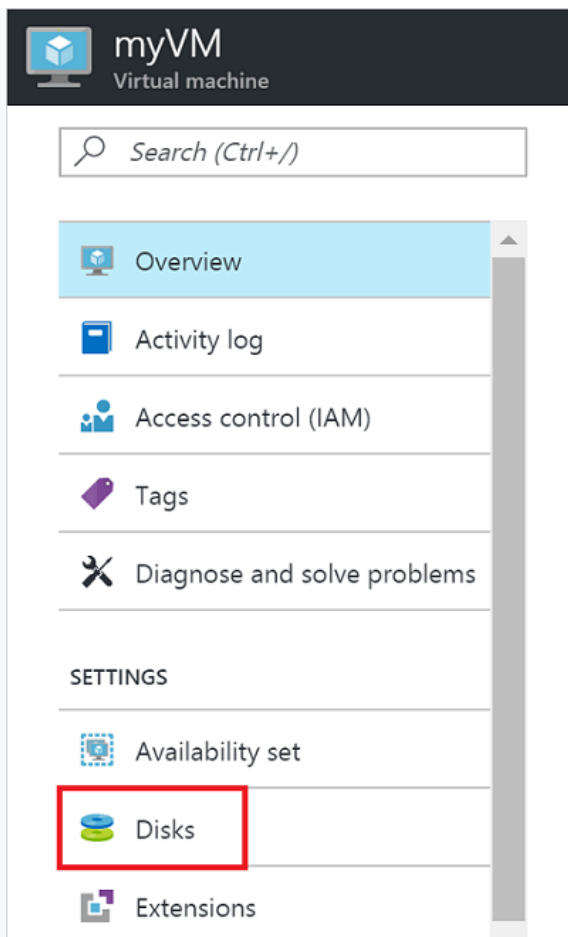 myVM
Virtual machine
Search (Ctrl+/)
Overview
Activity log
Access control (IAM)
Tags
Diagnose and solve problems
SETTINGS
Availability set
Disks
Extensions